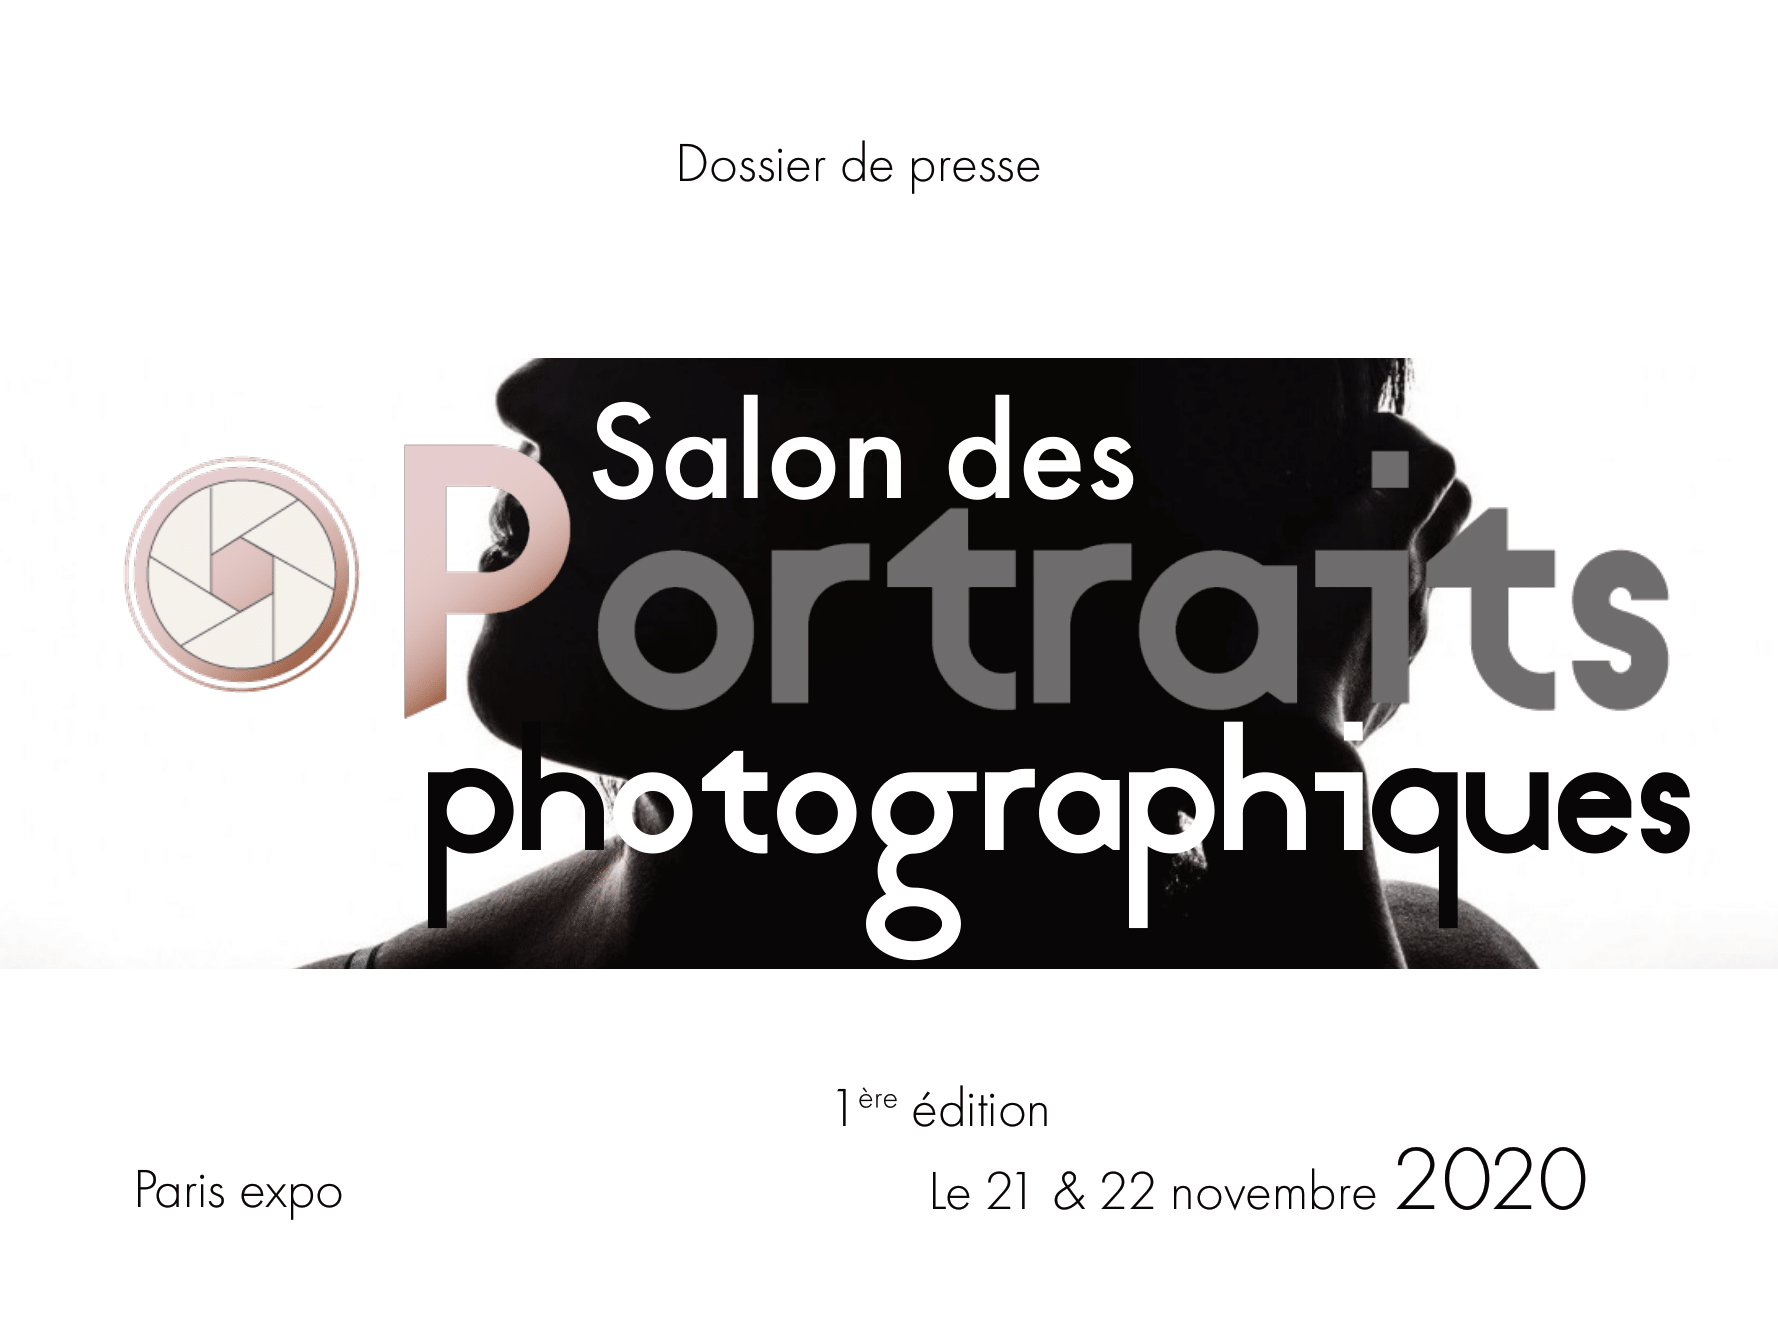 Dossier de presse
Salon des
Portraits
photographiques
1ère édition
Paris expo
Le 21 & 22 novembre 2020